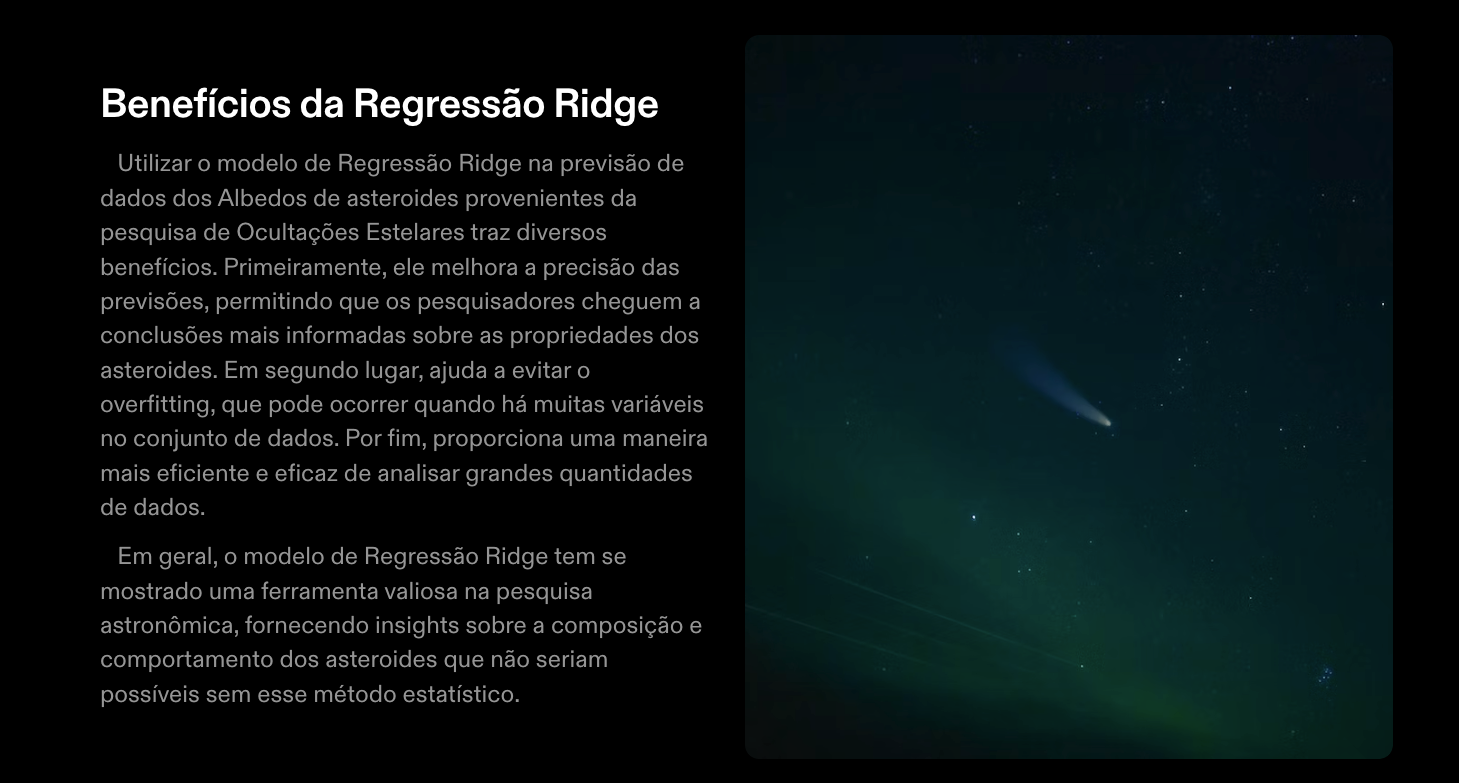 Benefícios da Regressão Ridge
Utilizar o modelo de Regressão Ridge na previsão de
dados dos Albedos de asteroides provenientes da
pesquisa de Ocultações Estelares traz diversos
benefícios. Primeiramente, ele melhora a precisão das
previsões, permitindo que os pesquisadores cheguem a
conclusões mais informadas sobre as propriedades dos
asteroides. Em segundo lugar, ajuda a evitar o
overfitting, que pode ocorrer quando há muitas variáveis
no conjunto de dados. Por fim, proporciona uma maneira
mais eficiente e eficaz de analisar grandes quantidades
de dados.
Em geral, o modelo de Regressão Ridge tem se
mostrado uma ferramenta valiosa na pesquisa
astronômica, fornecendo insights sobre a composição e
comportamento dos asteroides que não seriam
possíveis sem esse método estatístico.